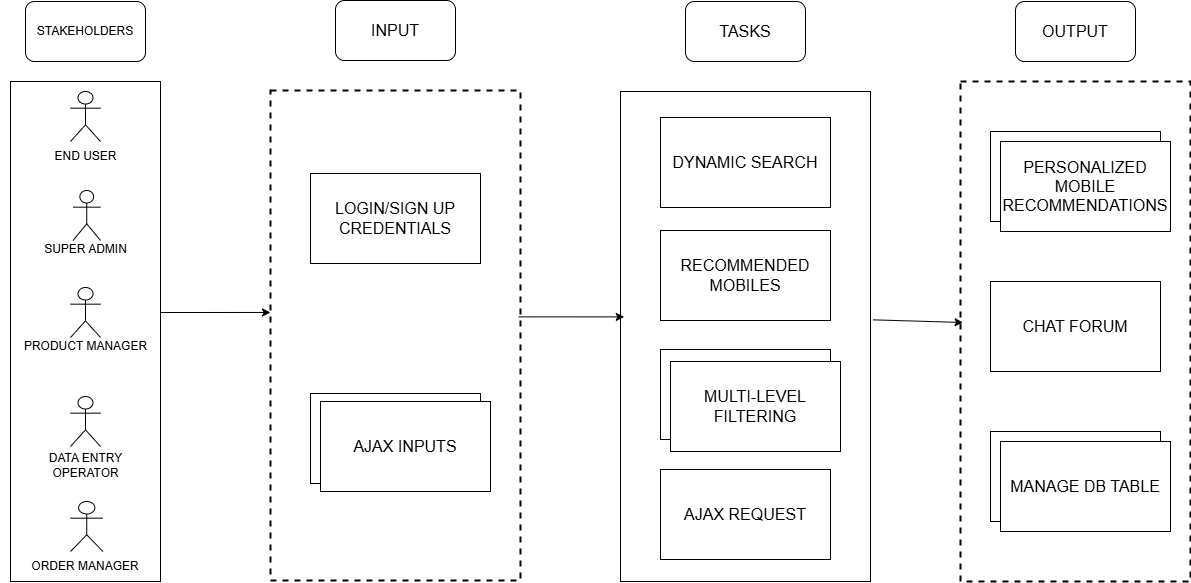 STAKEHOLDERS
INPUT
TASKS
OUTPUT
END USER
SUPER ADMIN
PRODUCT MANAGER
DATA ENTRY
OPERATOR
ORDER MANAGER
LOGIN/SIGN UP
CREDENTIALS
AJAX INPUTS
DYNAMIC SEARCH
RECOMMENDED
MOBILES
MULTI-LEVEL
FILTERING
AJAX REQUEST
PERSONALIZED
MOBILE
RECOMMENDATIONS
CHAT FORUM
MANAGE DB TABLE